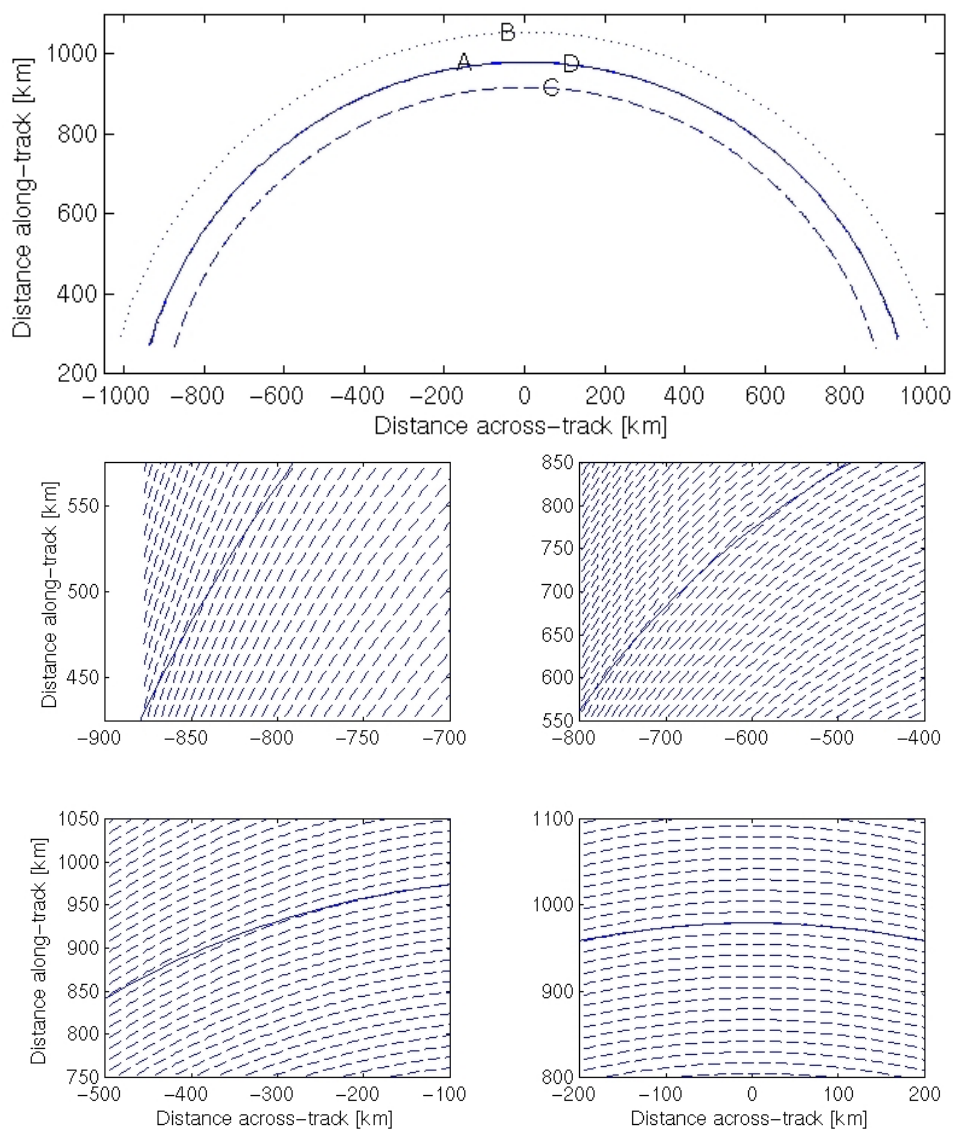 B
1000
A D
C
800
600
400
200
Distance along-track [km]
-1000 -800 -600 -400 -200 0 200 400 600 800 1000
Distance across-track [km]
550
500
450
Distance along-track [km]
-900 -850 -800 -750 -700
850
800
750
700
650
600
550
-800 -700 -600 -500 -400
1050
1000
950
900
850
800
750
Distance along-track [km]
-500 -400 -300 -200 -100
Distance across-track [km]
1100
1000
900
800
-200 -100 0 100 200
Distance across-track [km]